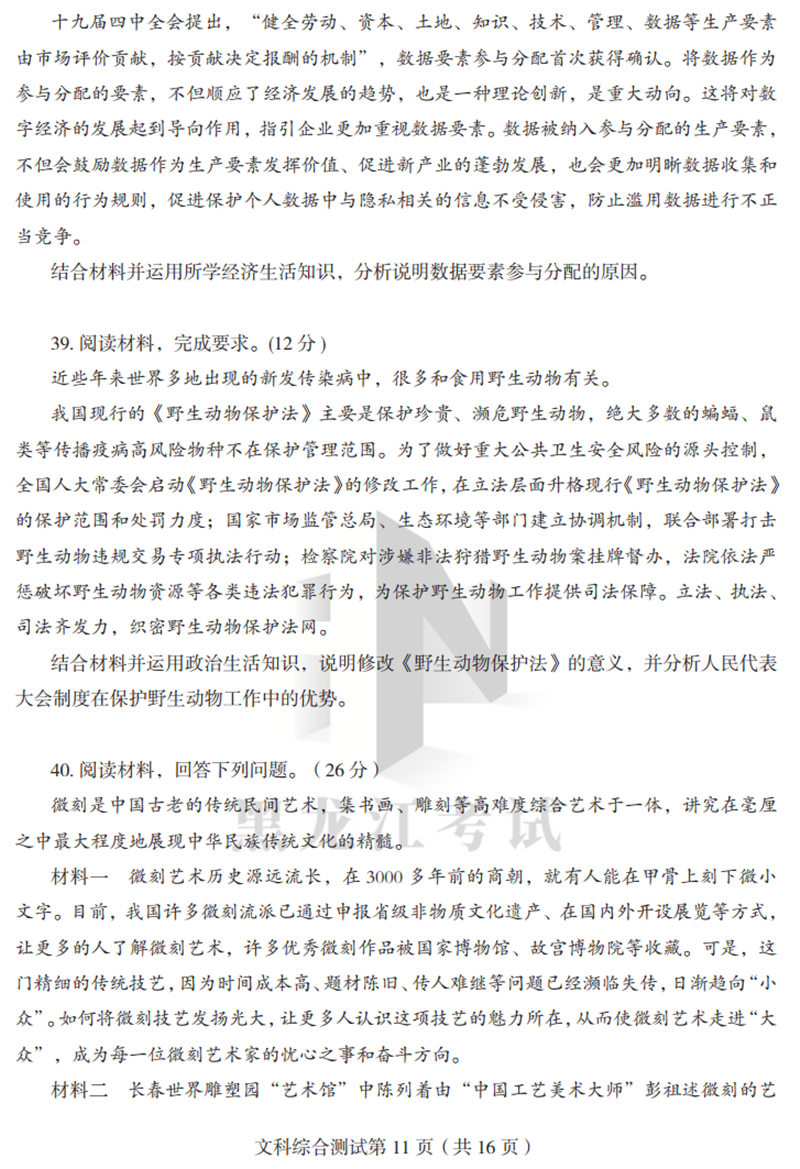 十九届四中全会提出，“健全劳动、资本、土地、知识、技术、管理、数据等生产要素
由市场评价贡献，按贡献决定报酬的机制”，数据要素参与分配首次获得确认。将数据作为
参与分配的要素，不但顺应了经济发展的趋势，也是一种理论创新，是重大动向。这将对数
字经济的发展起到导向作用，指引企业更加重视数据要素。数据被纳入参与分配的生产要素，
不但会鼓励数据作为生产要素发挥价值、促进新产业的蓬勃发展，也会更加明晰数据收集和
使用的行为规则，促进保护个人数据中与隐私相关的信息不受侵害，防止滥用数据进行不正
当竞争。
结合材料并运用所学经济生活知识，分析说明数据要素参与分配的原因。
39. 阅读材料，完成要求。(12 分)
近些年来世界多地出现的新发传染病中，很多和食用野生动物有关。
我国现行的《野生动物保护法》主要是保护珍贵、濒危野生动物，绝大多数的蝙蝠、鼠
类等传播疫病高风险物种不在保护管理范围。为了做好重大公共卫生安全风险的源头控制，
全国人大常委会启动《野生动物保护法》的修改工作，在立法层面升格现行《野生动物保护法》
的保护范围和处罚力度；国家市场监管总局、生态环境等部门建立协调机制，联合部署打击
野生动物违规交易专项执法行动；检察院对涉嫌非法狩猎野生动物案挂牌督办，法院依法严
惩破坏野生动物资源等各类违法犯罪行为，为保护野生动物工作提供司法保障。立法、执法、
司法齐发力，织密野生动物保护法网。
结合材料并运用政治生活知识，说明修改《野生动物保护法》的意义，并分析人民代表
大会制度在保护野生动物工作中的优势。
40. 阅读材料，回答下列问题。（26 分）
微刻是中国古老的传统民间艺术，集书画、雕刻等高难度综合艺术于一体，讲究在毫厘
之中最大程度地展现中华民族传统文化的精髓。
黑龙江考试
材料一　微刻艺术历史源远流长，在 3000 多年前的商朝，就有人能在甲骨上刻下微小
文字。目前，我国许多微刻流派已通过申报省级非物质文化遗产、在国内外开设展览等方式，
让更多的人了解微刻艺术，许多优秀微刻作品被国家博物馆、故宫博物院等收藏。可是，这
门精细的传统技艺，因为时间成本高、题材陈旧、传人难继等问题已经濒临失传，日渐趋向“小
众”。如何将微刻技艺发扬光大，让更多人认识这项技艺的魅力所在，从而使微刻艺术走进“大
众”，成为每一位微刻艺术家的忧心之事和奋斗方向。
材料二　长春世界雕塑园“艺术馆”中陈列着由“中国工艺美术大师”彭祖述微刻的艺
文科综合测试第 11 页（共 16 页）